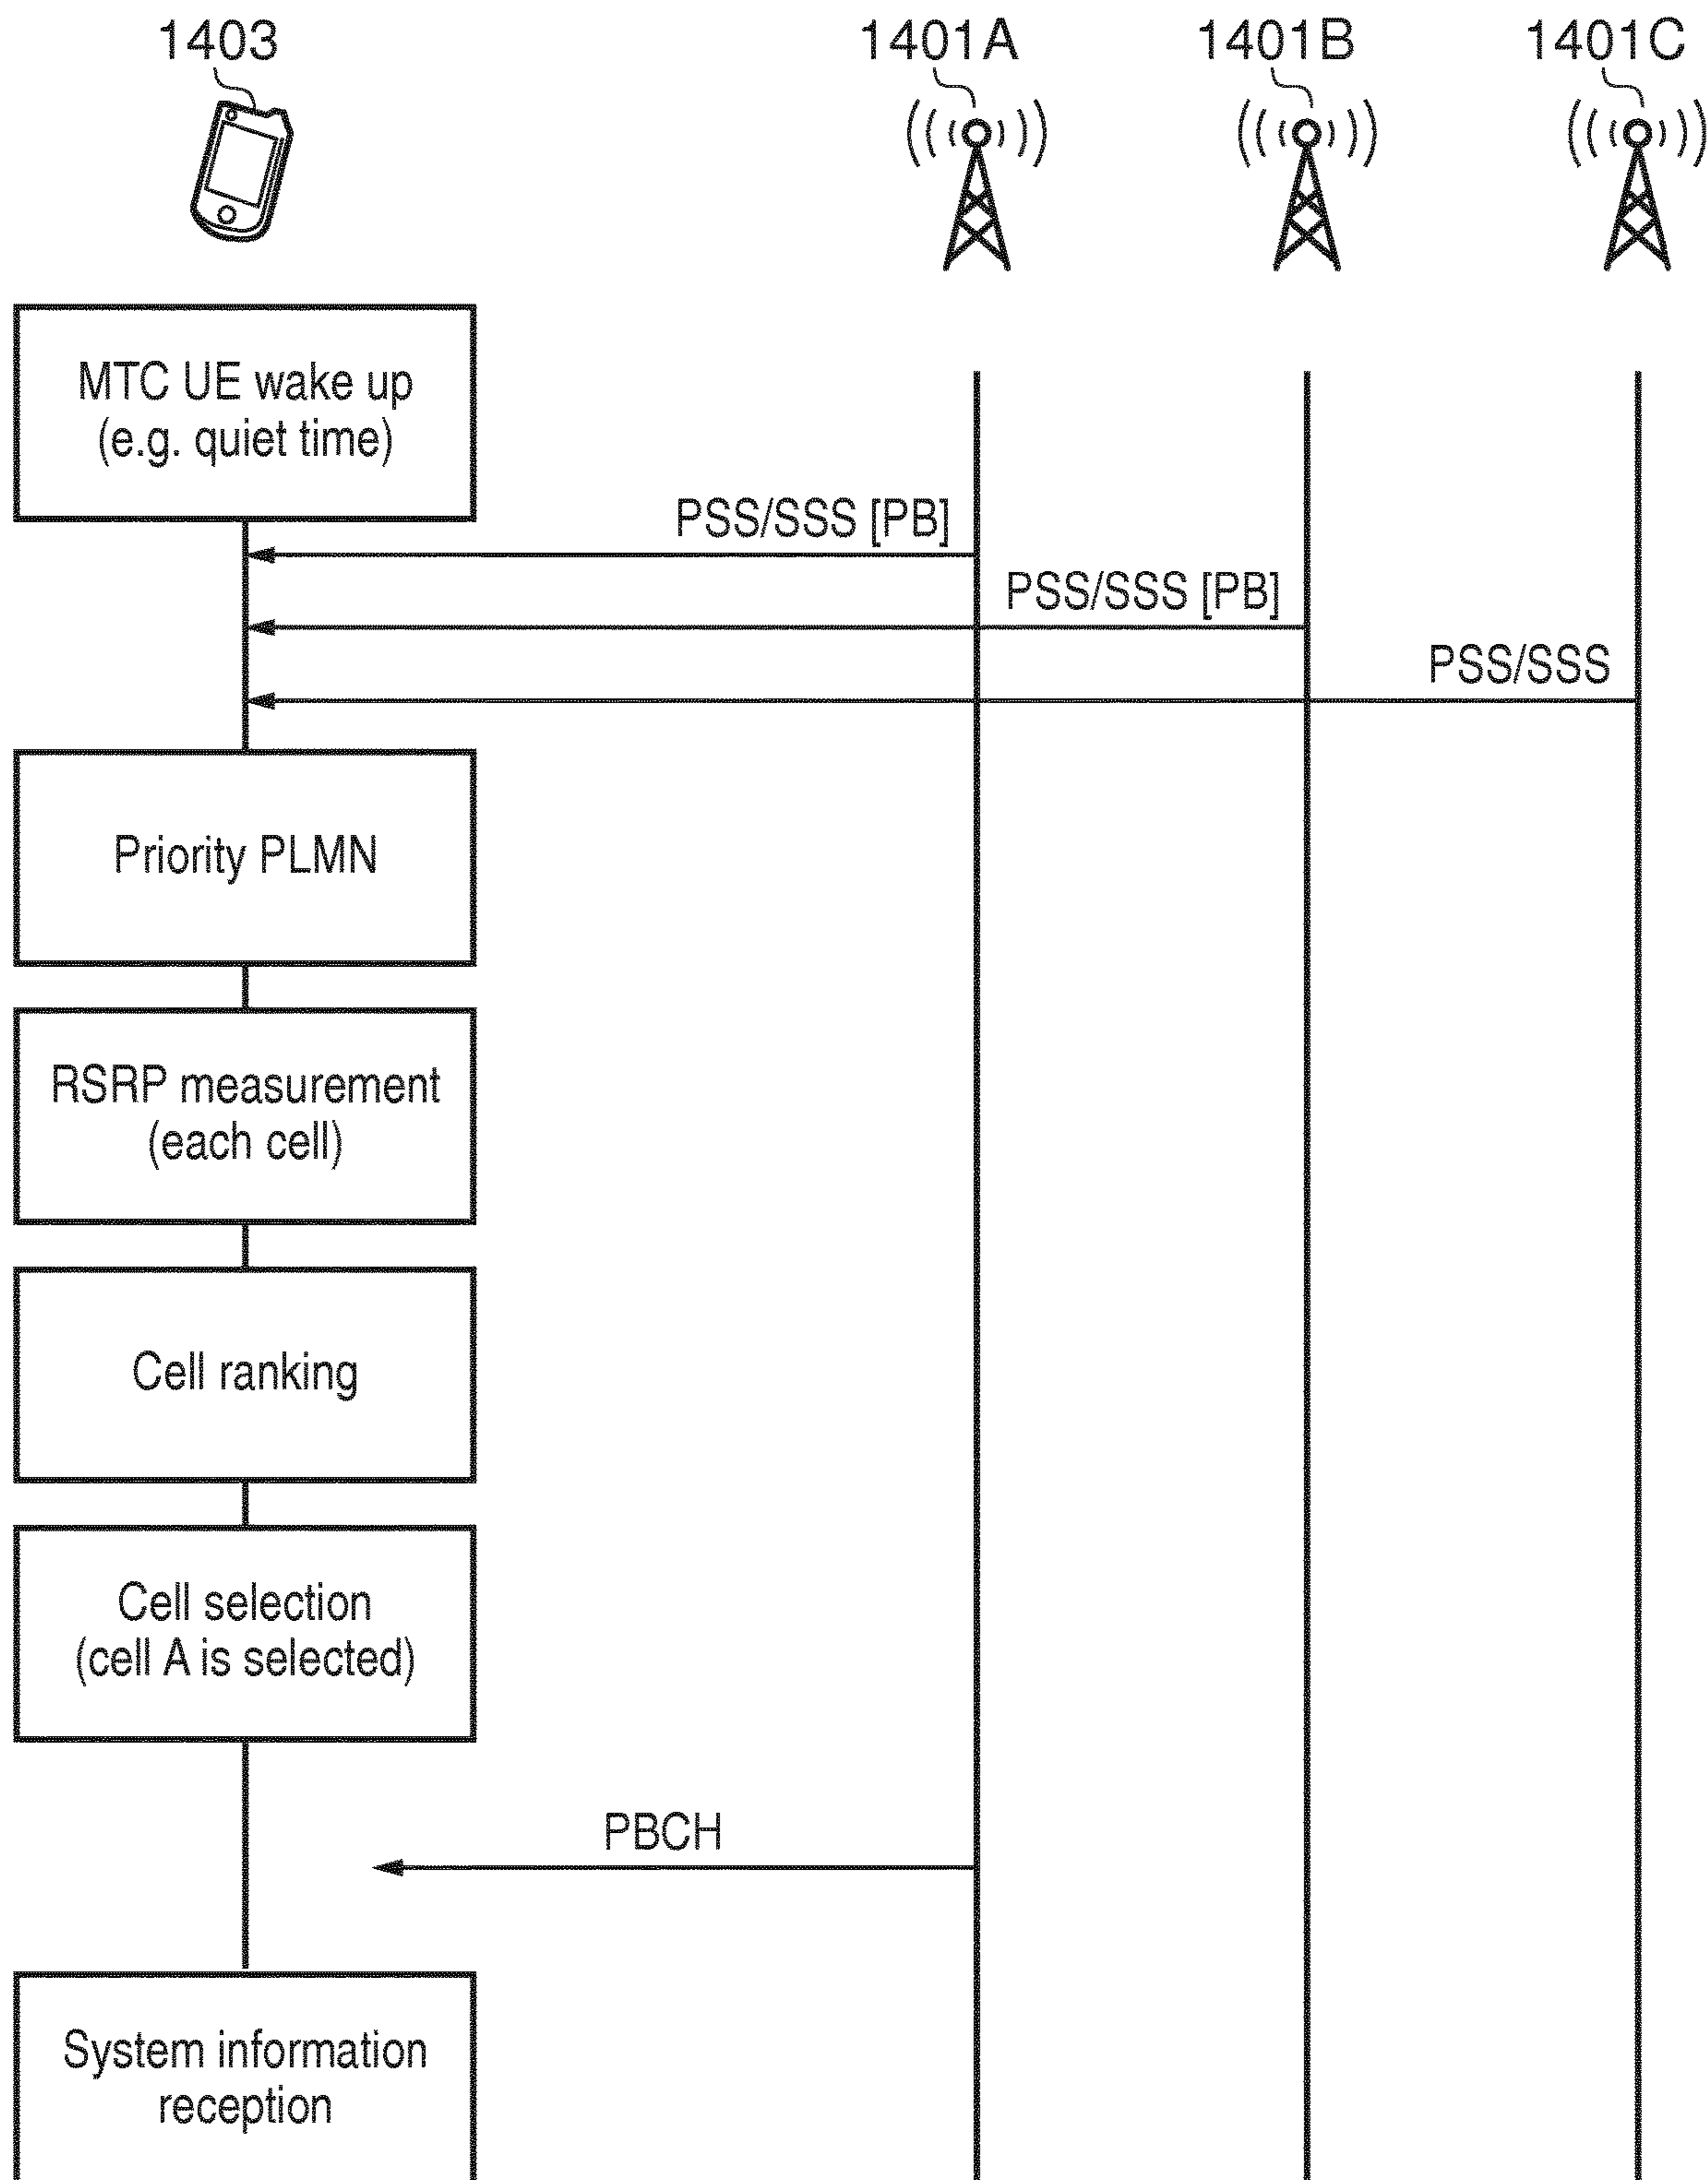 1403
1401A
1401B
1401C
MTC UE wake up
(e.g. quiet time)
PSS/SSS [PB]
PSS/SSS [PB]
PSS/SSS
Priority PLMN
RSRP measurement
(each cell)
Cell ranking
Cell selection
(cell A is selected)
PBCH
System information
reception